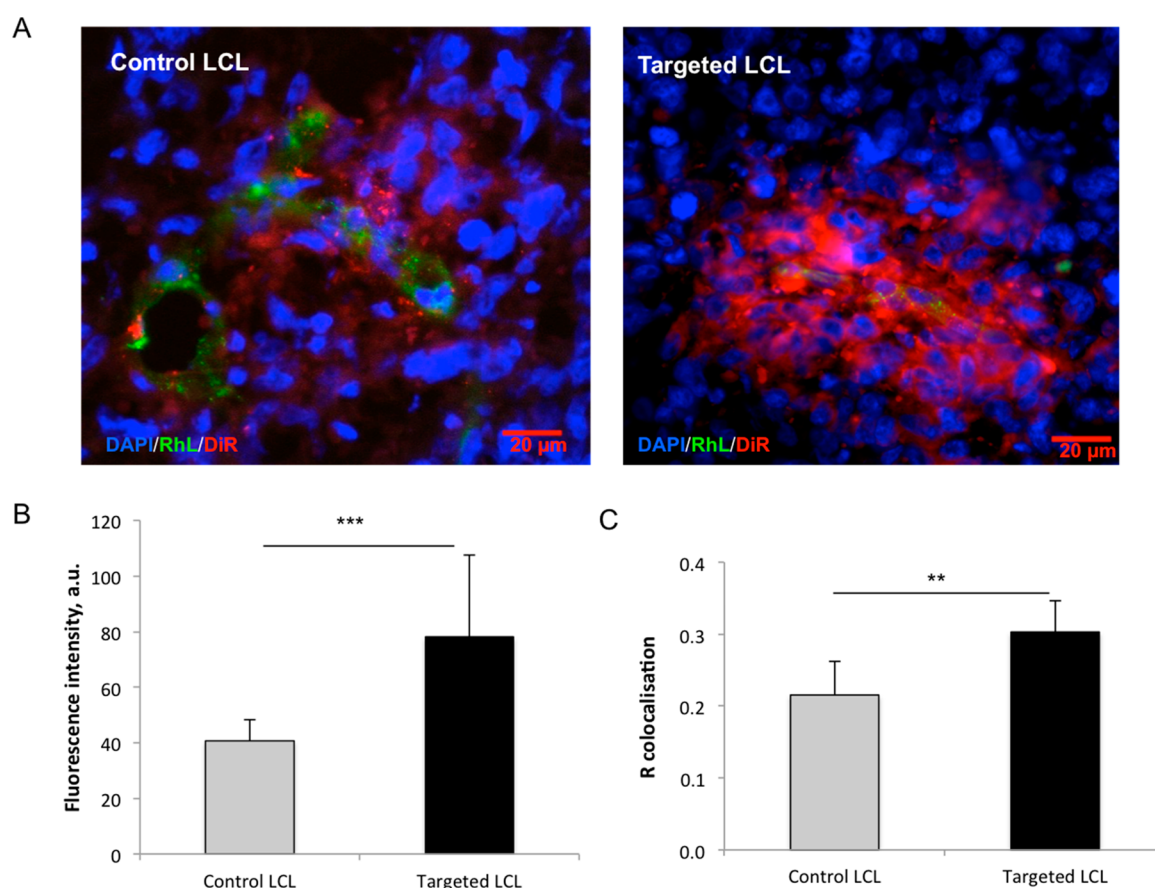 A
Control LCL
DAPI/RhL/DiR
20 µm
Targeted LCL
DAPI/RhL/DiR
20 µm
B
Fluorescence intensity, a.u.
120
100
80
60
40
20
0
***
Control LCL
Targeted LCL
C
R colocalisation
0.4
0.3
0.2
0.1
0.0
**
Control LCL
Targeted LCL